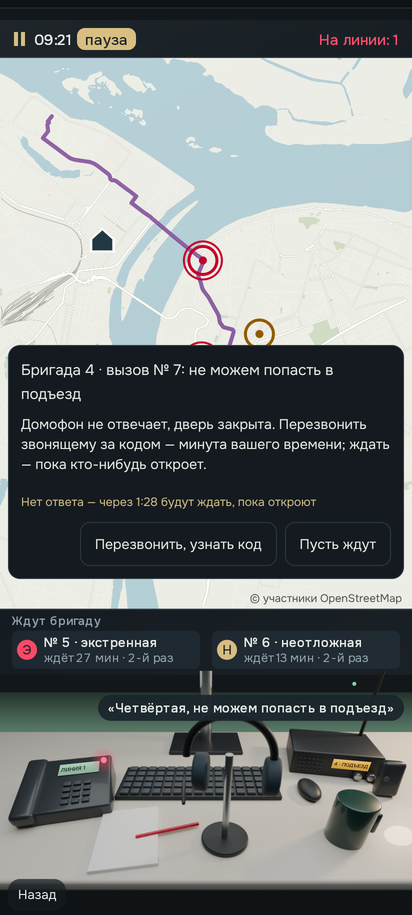 09:21 пауза На линии: 1
Бригада 4 · вызов № 7: не можем попасть в
подъезд
Домофон не отвечает, дверь закрыта. Перезвонить
звонящему за кодом — минута вашего времени; ждать
— пока кто-нибудь откроет.
Нет ответа — через 1:28 будут ждать, пока откроют
Перезвонить, узнать код
Пусть ждут
© участники OpenStreetMap
Ждут бригаду
Э № 5 · экстренная
ждёт 27 мин · 2-й раз
Н № 6 · неотложная
ждёт 13 мин · 2-й раз
«Четвёртая, не можем попасть в подъезд»
ЛИНИЯ 1
4 · ПОДЪЕЗД
Назад